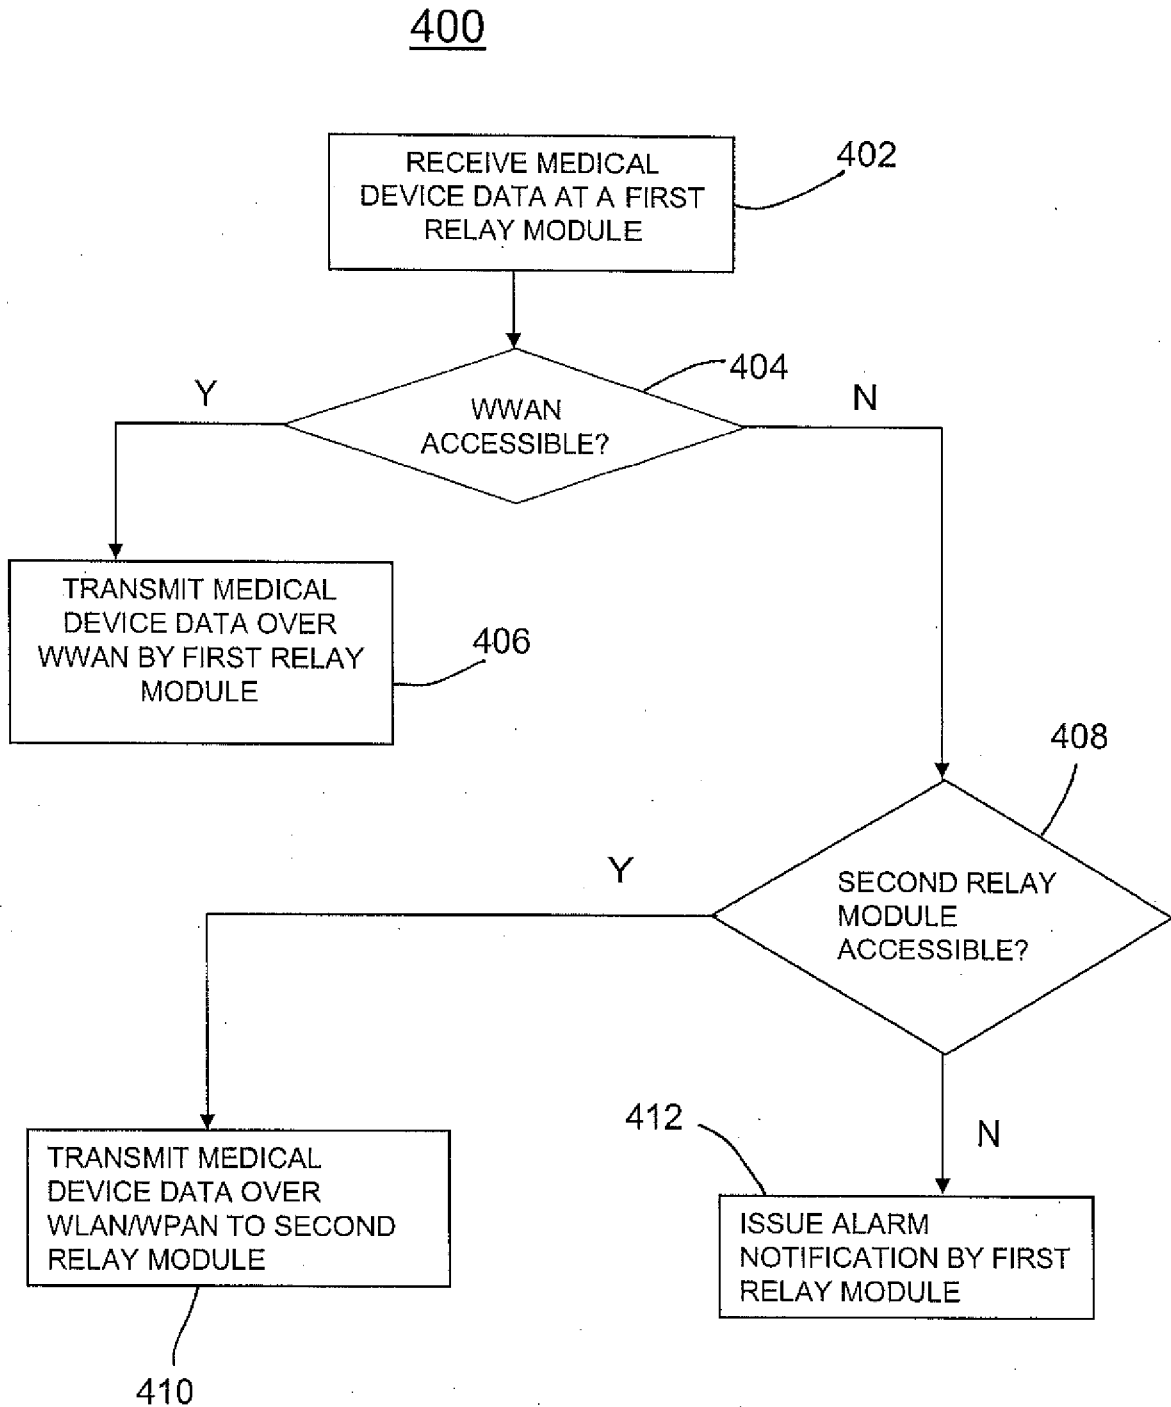 400
RECEIVE MEDICAL
DEVICE DATA AT A FIRST
RELAY MODULE
402
404
Y
N
WWAN
ACCESSIBLE?
TRANSMIT MEDICAL
DEVICE DATA OVER
WWAN BY FIRST RELAY
MODULE
406
408
Y
SECOND RELAY
MODULE
ACCESSIBLE?
412
N
TRANSMIT MEDICAL
DEVICE DATA OVER
WLAN/WPAN TO SECOND
RELAY MODULE
ISSUE ALARM
NOTIFICATION BY FIRST
RELAY MODULE
410